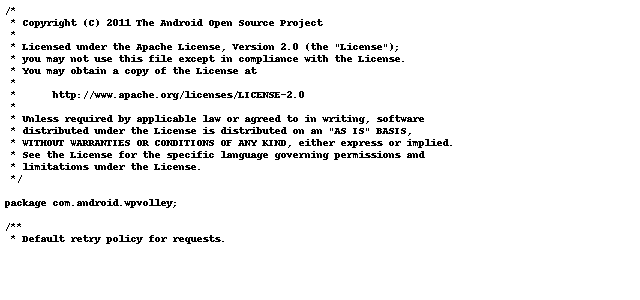 /*
 * Copyright (C) 2011 The Android Open Source Project
 *
 * Licensed under the Apache License, Version 2.0 (the "License");
 * you may not use this file except in compliance with the License.
 * You may obtain a copy of the License at
 *
 *      http://www.apache.org/licenses/LICENSE-2.0
 *
 * Unless required by applicable law or agreed to in writing, software
 * distributed under the License is distributed on an "AS IS" BASIS,
 * WITHOUT WARRANTIES OR CONDITIONS OF ANY KIND, either express or implied.
 * See the License for the specific language governing permissions and
 * limitations under the License.
 */

package com.android.wpvolley;

/**
 * Default retry policy for requests.